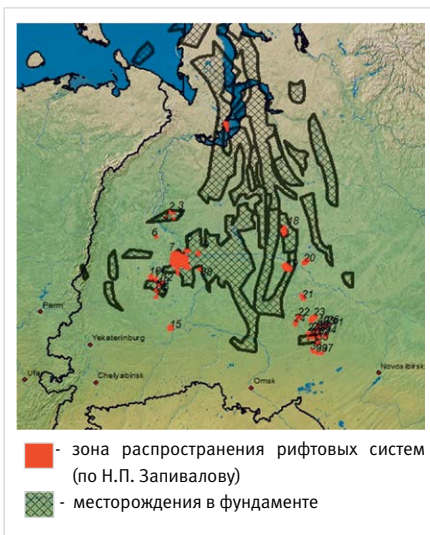 2,3
6
18
7
20
21
22
23
15
Perm
Yekaterinburg
Ufa
Chelyabinsk
Omsk
Novosibirsk
- зона распространения рифтовых систем
(по Н.П. Запивалову)
- месторождения в фундаменте